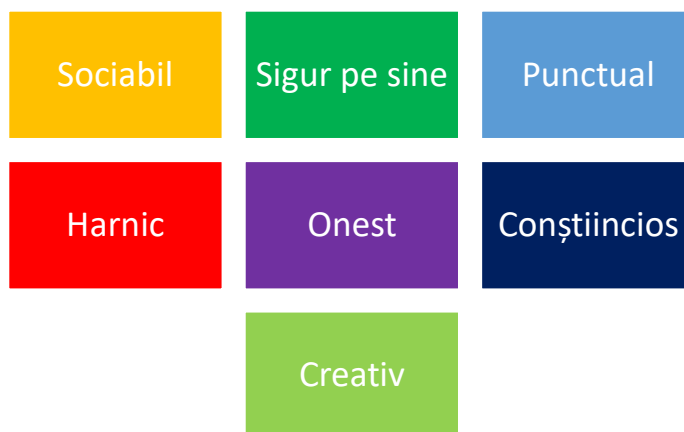 Sociabil
Sigur pe sine
Punctual
Harnic
Onest
Conștiincios
Creativ